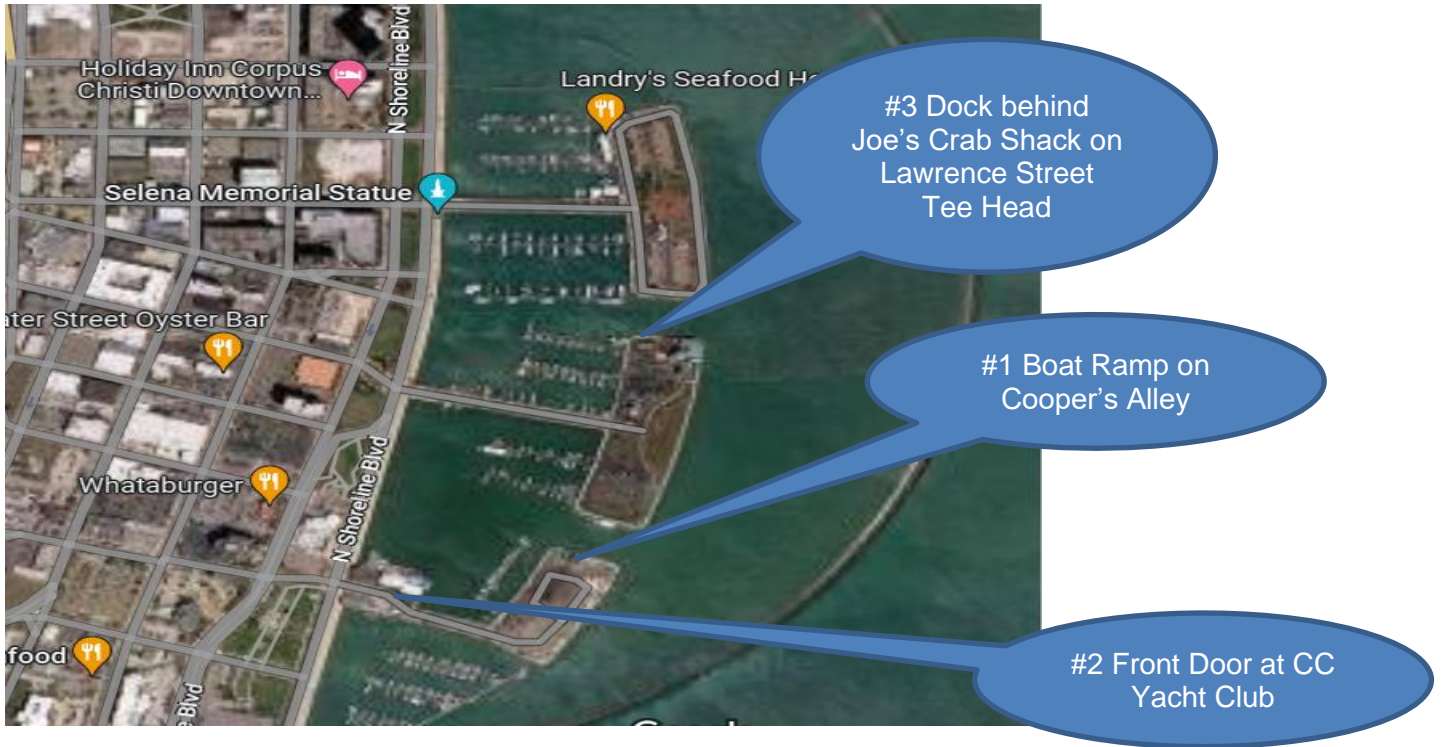 Holiday Inn Corpus
Christi Downtown...
N Shoreline Blvd
Landry's Seafood
Selena Memorial Statue
#3 Dock behind
Joe's Crab Shack on
Lawrence Street
Tee Head
ater Street Oyster Bar
#1 Boat Ramp on
Cooper's Alley
Whataburger
N Shoreline Blvd
#2 Front Door at CC
Yacht Club
food
e Blvd